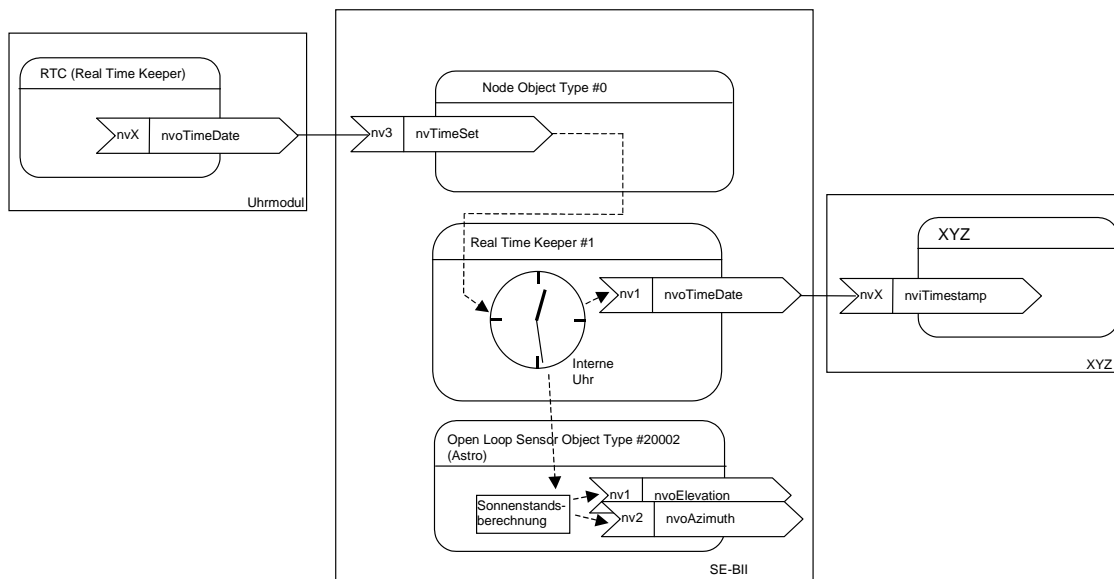 RTC (Real Time Keeper)
nvX
nvoTimeDate
Uhrmodul
Node Object Type #0
nv3
nvTimeSet
Real Time Keeper #1
nv1
nvoTimeDate
Interne
Uhr
Open Loop Sensor Object Type #20002
(Astro)
Sonnenstands-
berechnung
nv1
nvoElevation
nv2
nvoAzimuth
SE-BII
XYZ
nvX
nviTimestamp
XYZ